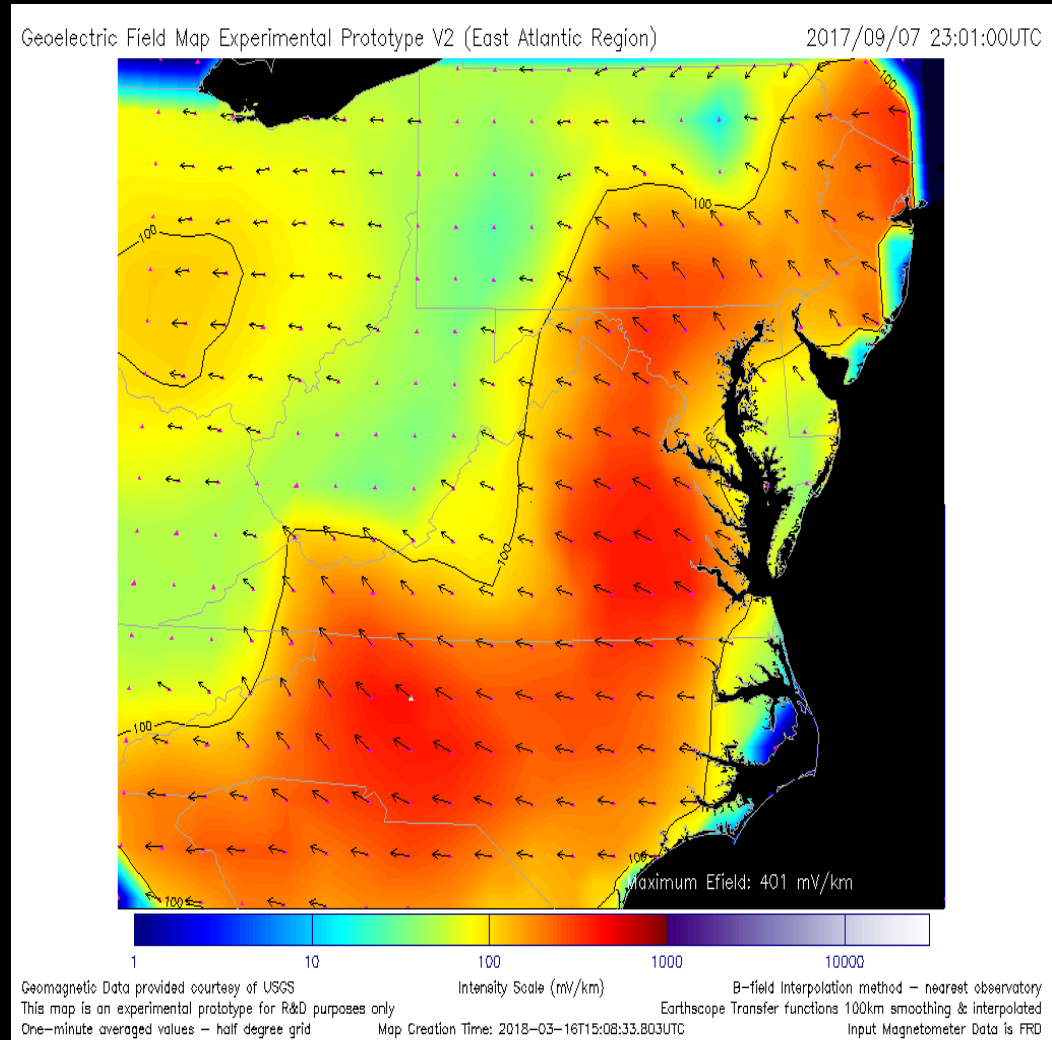 Geoelectric Field Map Experimental Prototype V2 (East Atlantic Region) 2017/09/07 23:01:00UTC
100
100
100
100
100
100
100
100
Maximum Efield: 401 mV/km
1 10 100 1000 10000
Geomagnetic Data provided courtesy of USGS Intensity Scale (mV/km) B-field Interpolation method – nearest observatory
This map is an experimental prototype for R&D purposes only Earthscope Transfer functions 100km smoothing & interpolated
One-minute averaged values – half degree grid Map Creation Time: 2018-03-16T15:08:33.803UTC Input Magnetometer Data is FRD